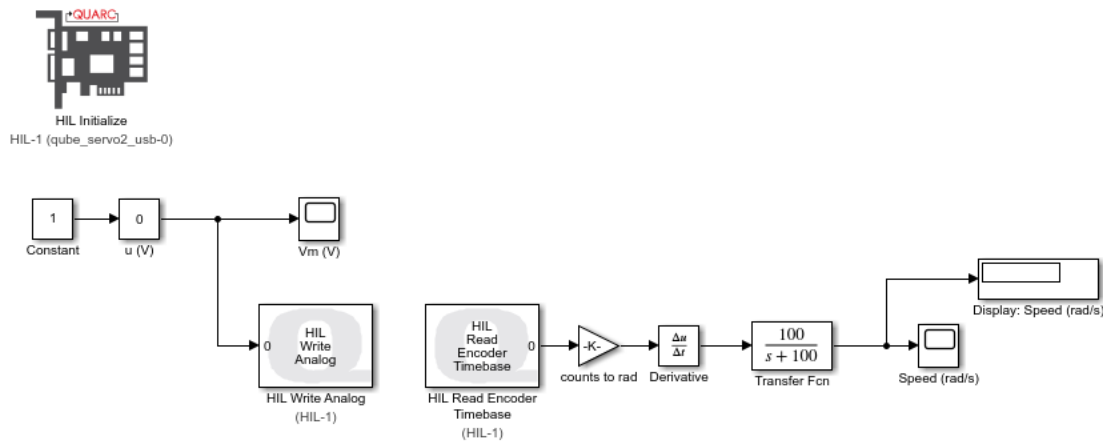 QUARC
HIL Initialize
HIL-1 (qube_servo2_usb-0)
1
Constant
0
u (V)
Vm (V)
0
HIL
Write
Analog
HIL Write Analog
(HIL-1)
HIL
Read
Encoder
Timebase
0
HIL Read Encoder
Timebase
(HIL-1)
-K-
counts to rad
Δu
Δt
Derivative
100
s + 100
Transfer Fcn
Display: Speed (rad/s)
Speed (rad/s)